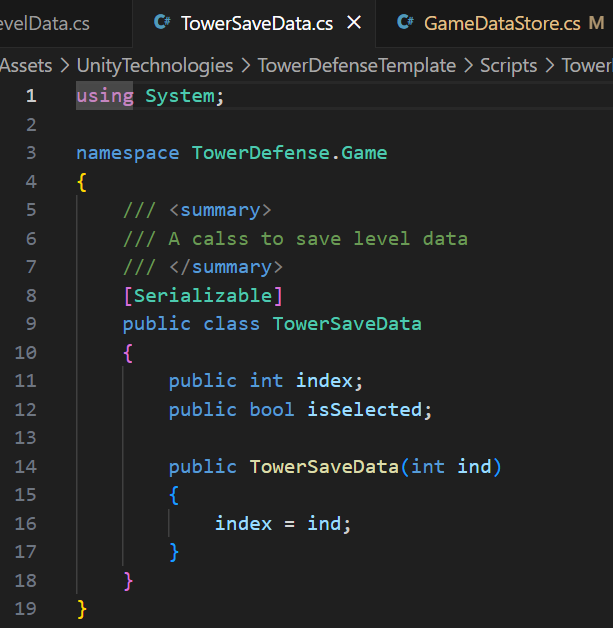 evelData.cs TowerSaveData.cs GameDataStore.cs M
Assets > UnityTechnologies > TowerDefenseTemplate > Scripts > Tower
1 using System;
2
3 namespace TowerDefense.Game
4 {
5 /// <summary>
6 /// A calss to save level data
7 /// </summary>
8 [Serializable]
9 public class TowerSaveData
10 {
11 public int index;
12 public bool isSelected;
13
14 public TowerSaveData(int ind)
15 {
16 index = ind;
17 }
18 }
19 }